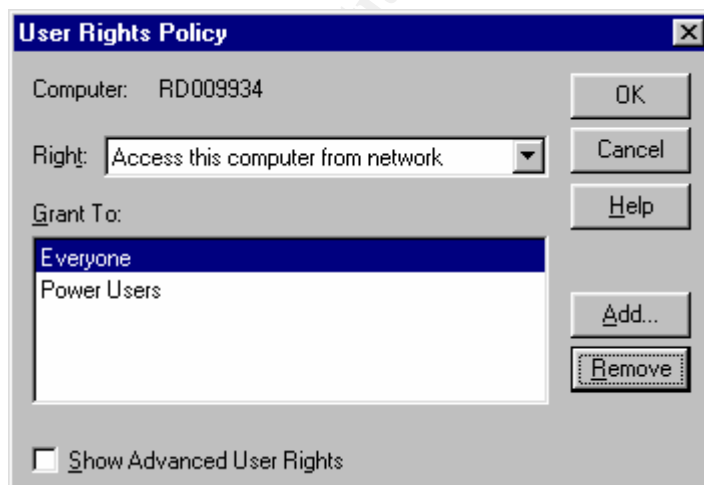 User Rights Policy
Computer: RD009934
OK
Right: Access this computer from network
Cancel
Help
Grant To:
Everyone
Power Users
Add...
Remove
Show Advanced User Rights